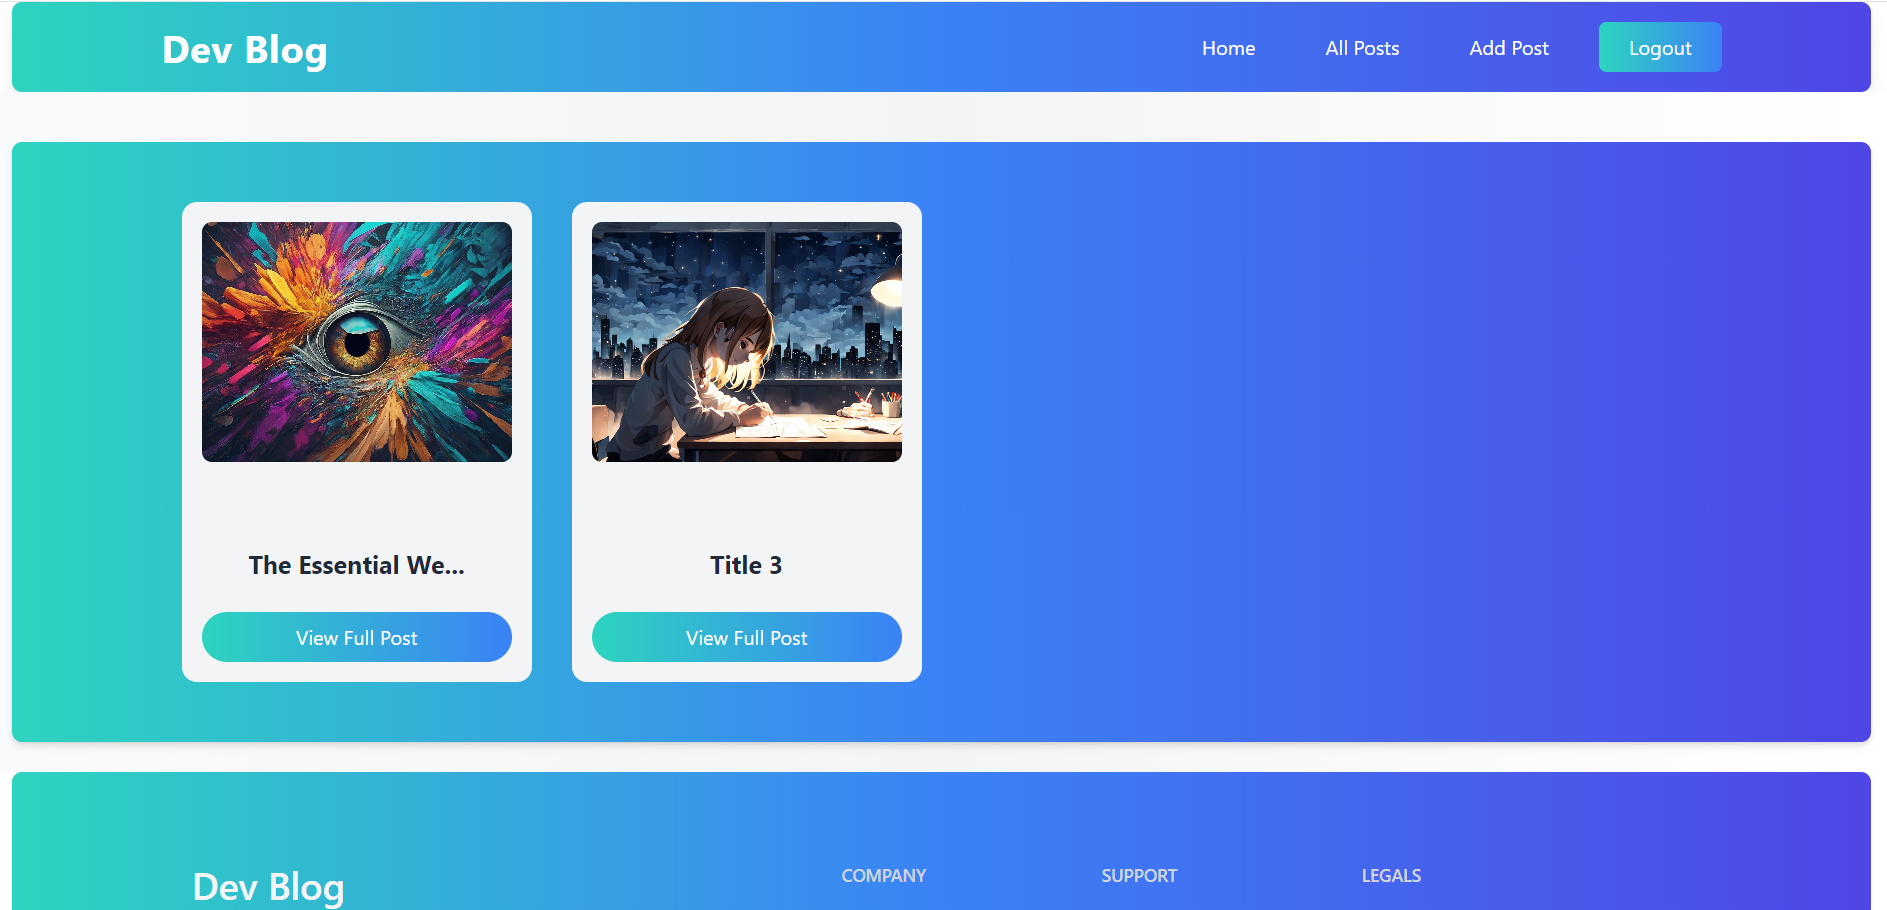 Dev Blog
Home
All Posts
Add Post
Logout
The Essential We...
Title 3
View Full Post
View Full Post
Dev Blog
COMPANY
SUPPORT
LEGALS